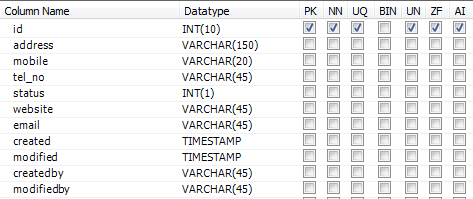 Column Name Datatype PK NN UQ BIN UN ZF AI
id INT(10)
address VARCHAR(150)
mobile VARCHAR(20)
tel_no VARCHAR(45)
status INT(1)
website VARCHAR(45)
email VARCHAR(45)
created TIMESTAMP
modified TIMESTAMP
createdby VARCHAR(45)
modifiedby VARCHAR(45)